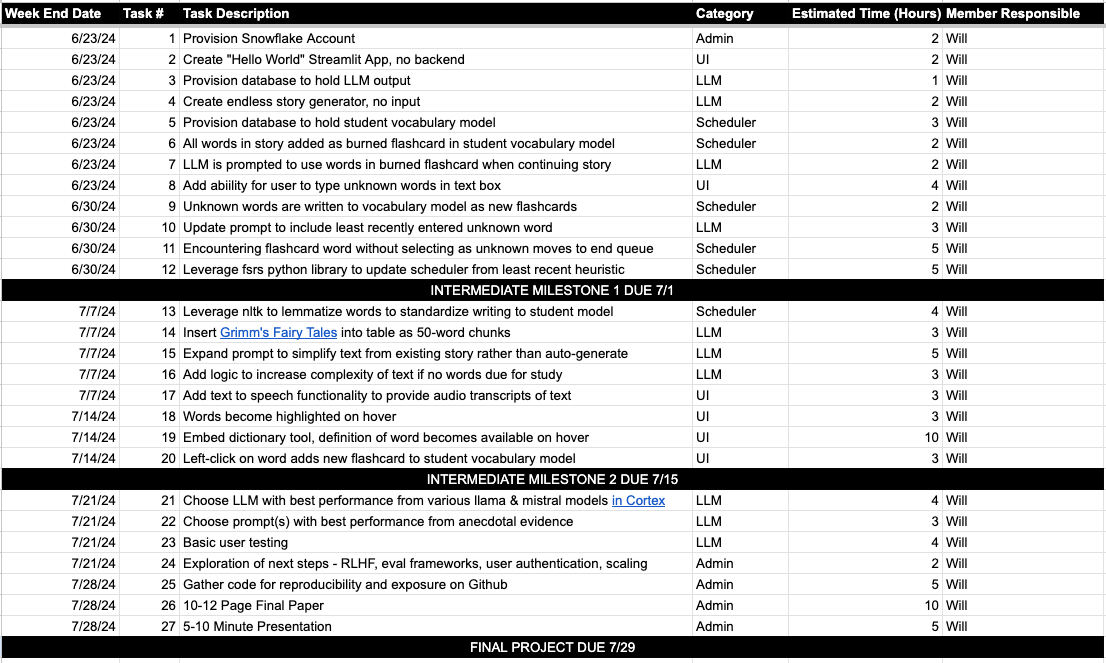 Week End Date Task # Task Description Category Estimated Time (Hours) Member Responsible
6/23/24 1 Provision Snowflake Account Admin 2 Will
6/23/24 2 Create "Hello World" Streamlit App, no backend UI 2 Will
6/23/24 3 Provision database to hold LLM output LLM 1 Will
6/23/24 4 Create endless story generator, no input LLM 2 Will
6/23/24 5 Provision database to hold student vocabulary model Scheduler 3 Will
6/23/24 6 All words in story added as burned flashcard in student vocabulary model Scheduler 2 Will
6/23/24 7 LLM is prompted to use words in burned flashcard when continuing story LLM 2 Will
6/23/24 8 Add abiility for user to type unknown words in text box UI 4 Will
6/30/24 9 Unknown words are written to vocabulary model as new flashcards Scheduler 2 Will
6/30/24 10 Update prompt to include least recently entered unknown word LLM 3 Will
6/30/24 11 Encountering flashcard word without selecting as unknown moves to end queue Scheduler 5 Will
6/30/24 12 Leverage fsrs python library to update scheduler from least recent heuristic Scheduler 5 Will
INTERMEDIATE MILESTONE 1 DUE 7/1
7/7/24 13 Leverage nltk to lemmatize words to standardize writing to student model Scheduler 4 Will
7/7/24 14 Insert Grimm's Fairy Tales into table as 50-word chunks LLM 3 Will
7/7/24 15 Expand prompt to simplify text from existing story rather than auto-generate LLM 5 Will
7/7/24 16 Add logic to increase complexity of text if no words due for study LLM 3 Will
7/7/24 17 Add text to speech functionality to provide audio transcripts of text UI 3 Will
7/14/24 18 Words become highlighted on hover UI 3 Will
7/14/24 19 Embed dictionary tool, definition of word becomes available on hover UI 10 Will
7/14/24 20 Left-click on word adds new flashcard to student vocabulary model UI 3 Will
INTERMEDIATE MILESTONE 2 DUE 7/15
7/21/24 21 Choose LLM with best performance from various llama & mistral models in Cortex LLM 4 Will
7/21/24 22 Choose prompt(s) with best performance from anecdotal evidence LLM 3 Will
7/21/24 23 Basic user testing LLM 4 Will
7/21/24 24 Exploration of next steps - RLHF, eval frameworks, user authentication, scaling Admin 2 Will
7/28/24 25 Gather code for reproducibility and exposure on Github Admin 5 Will
7/28/24 26 10-12 Page Final Paper Admin 10 Will
7/28/24 27 5-10 Minute Presentation Admin 5 Will
FINAL PROJECT DUE 7/29